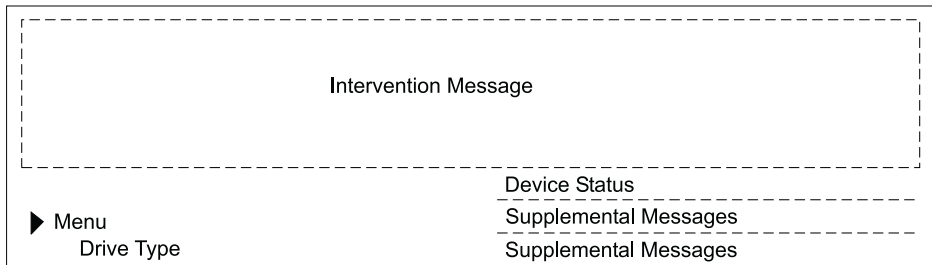 Intervention Message
Device Status
Menu
Supplemental Messages
Drive Type
Supplemental Messages